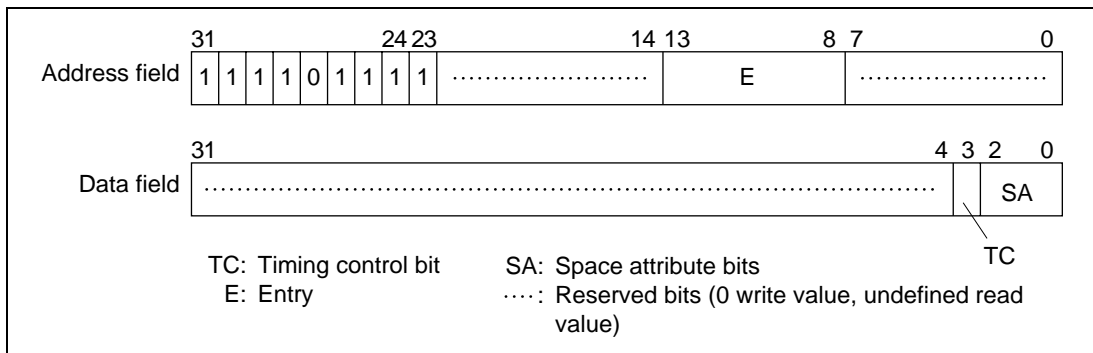 31 24 23 14 13 8 7 0
Address field 1 1 1 1 0 1 1 1 1 ........................ E ........................
31 4 3 2 0
Data field ........................................................................ SA
TC
TC: Timing control bit SA: Space attribute bits
E: Entry ····: Reserved bits (0 write value, undefined read
value)